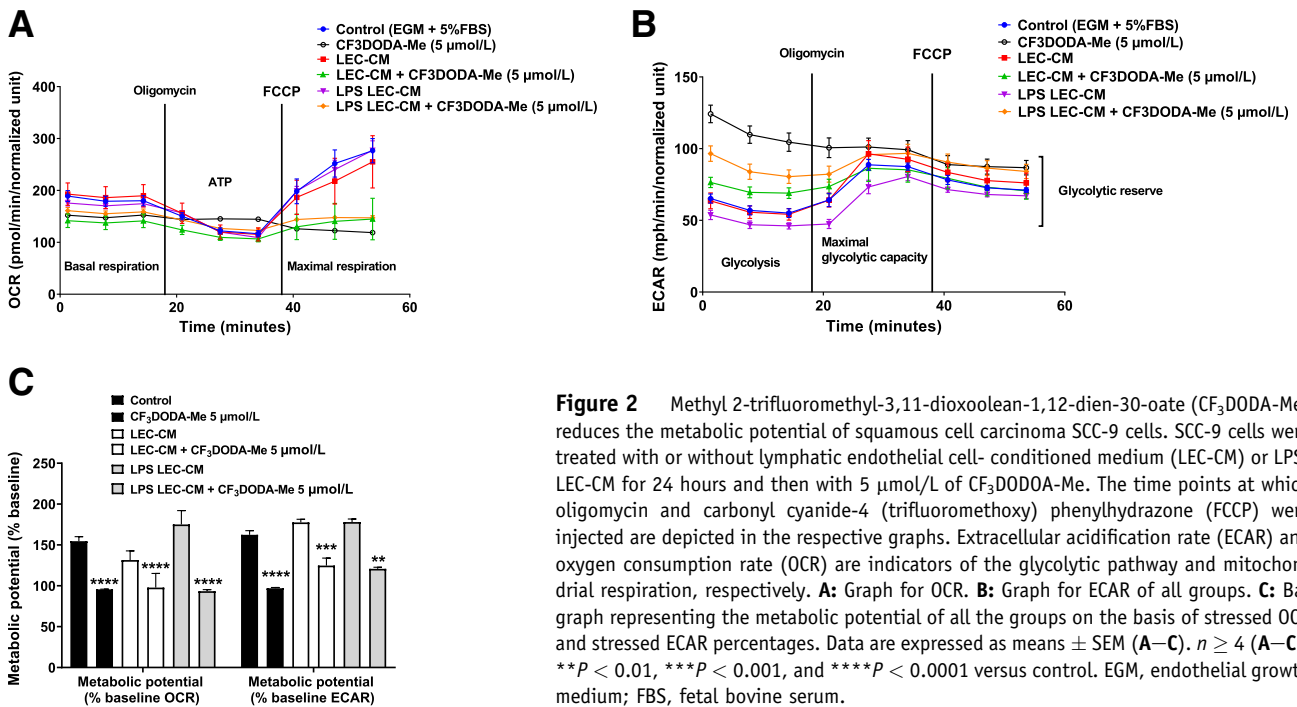 A
Control (EGM + 5%FBS)
CF3DODA-Me (5 µmol/L)
LEC-CM
LEC-CM + CF3DODA-Me (5 µmol/L)
LPS LEC-CM
LPS LEC-CM + CF3DODA-Me (5 µmol/L)
Oligomycin
FCCP
ATP
Basal respiration
Maximal respiration
OCR (pmol/min/normalized unit)
400
300
200
100
0
0 20 40 60
Time (minutes)
B
Control (EGM + 5%FBS)
CF3DODA-Me (5 µmol/L)
LEC-CM
LEC-CM + CF3DODA-Me (5 µmol/L)
LPS LEC-CM
LPS LEC-CM + CF3DODA-Me (5 µmol/L)
Oligomycin
FCCP
Glycolytic reserve
Glycolysis
Maximal
glycolytic capacity
ECAR (mph/min/normalized unit)
150
100
50
0
0 20 40 60
Time (minutes)
C
Control
CF₃DODA-Me 5 µmol/L
LEC-CM
LEC-CM + CF₃DODA-Me 5 µmol/L
LPS LEC-CM
LPS LEC-CM + CF₃DODA-Me 5 µmol/L
Metabolic potential (% baseline)
250
200
150
100
50
0
**** **** **** **** *** **
Metabolic potential
(% baseline OCR)
Metabolic potential
(% baseline ECAR)
Figure 2 Methyl 2-trifluoromethyl-3,11-dioxoolean-1,12-dien-30-oate (CF₃DODA-Me
reduces the metabolic potential of squamous cell carcinoma SCC-9 cells. SCC-9 cells wer
treated with or without lymphatic endothelial cell- conditioned medium (LEC-CM) or LP
LEC-CM for 24 hours and then with 5 µmol/L of CF₃DODOA-Me. The time points at whic
oligomycin and carbonyl cyanide-4 (trifluoromethoxy) phenylhydrazone (FCCP) wer
injected are depicted in the respective graphs. Extracellular acidification rate (ECAR) an
oxygen consumption rate (OCR) are indicators of the glycolytic pathway and mitochon
drial respiration, respectively. A: Graph for OCR. B: Graph for ECAR of all groups. C: Ba
graph representing the metabolic potential of all the groups on the basis of stressed OC
and stressed ECAR percentages. Data are expressed as means ± SEM (A–C). n ≥ 4 (A–C
**P < 0.01, ***P < 0.001, and ****P < 0.0001 versus control. EGM, endothelial growt
medium; FBS, fetal bovine serum.